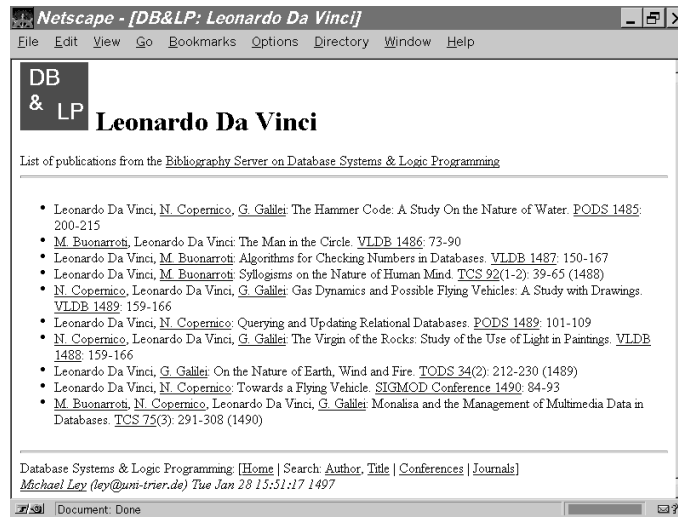 Netscape - [DB&LP: Leonardo Da Vinci]
File Edit View Go Bookmarks Options Directory Window Help
DB
& LP
Leonardo Da Vinci
List of publications from the Bibliography Server on Database Systems & Logic Programming
• Leonardo Da Vinci, N. Copernico, G. Galilei: The Hammer Code: A Study On the Nature of Water. PODS 1485:
200-215
• M. Buonarroti, Leonardo Da Vinci: The Man in the Circle. VLDB 1486: 73-90
• Leonardo Da Vinci, M. Buonarroti: Algorithms for Checking Numbers in Databases. VLDB 1487: 150-167
• Leonardo Da Vinci, M. Buonarroti: Syllogisms on the Nature of Human Mind. TCS 92(1-2): 39-65 (1488)
• N. Copernico, Leonardo Da Vinci, G. Galilei: Gas Dynamics and Possible Flying Vehicles: A Study with Drawings.
VLDB 1489: 159-166
• Leonardo Da Vinci, N. Copernico: Querying and Updating Relational Databases. PODS 1489: 101-109
• N. Copernico, Leonardo Da Vinci, G. Galilei: The Virgin of the Rocks: Study of the Use of Light in Paintings. VLDB
1488: 159-166
• Leonardo Da Vinci, G. Galilei: On the Nature of Earth, Wind and Fire. TODS 34(2): 212-230 (1489)
• Leonardo Da Vinci, N. Copernico: Towards a Flying Vehicle. SIGMOD Conference 1490: 84-93
• M. Buonarroti, N. Copernico, Leonardo Da Vinci, G. Galilei: Monalisa and the Management of Multimedia Data in
Databases. TCS 75(3): 291-308 (1490)
Database Systems & Logic Programming: [Home | Search: Author, Title | Conferences | Journals]
Michael Ley (ley@uni-trier.de) Tue Jan 28 15:51:17 1497
Document: Done